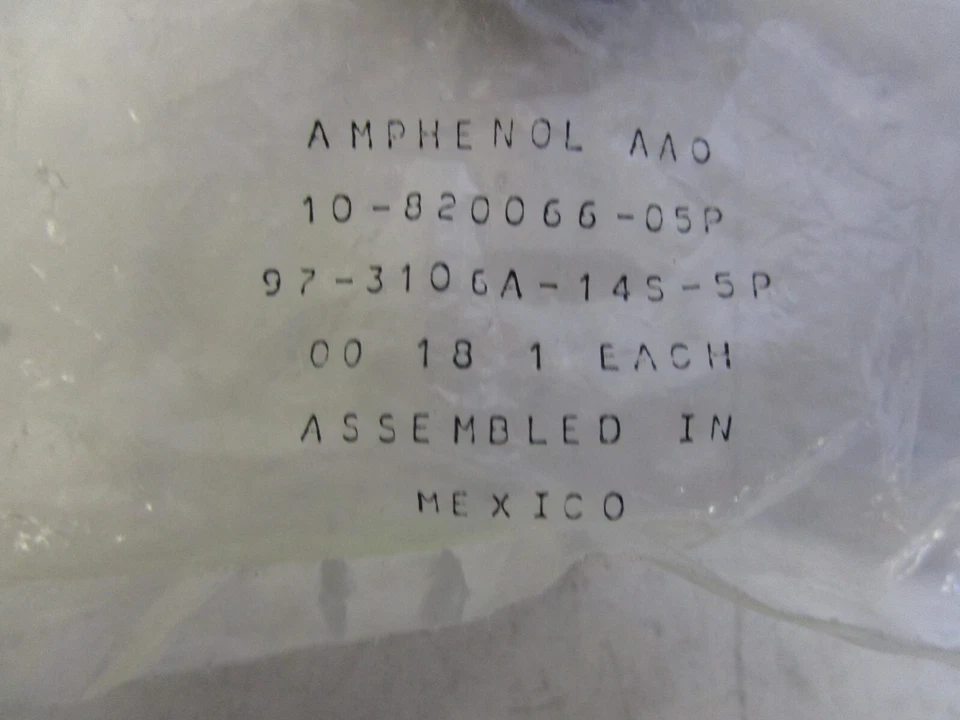 AMPHENOL AAO
10-820066-05P
97-3106A-14S-5P
00 18 1 EACH
ASSEMBLED IN
MEXICO